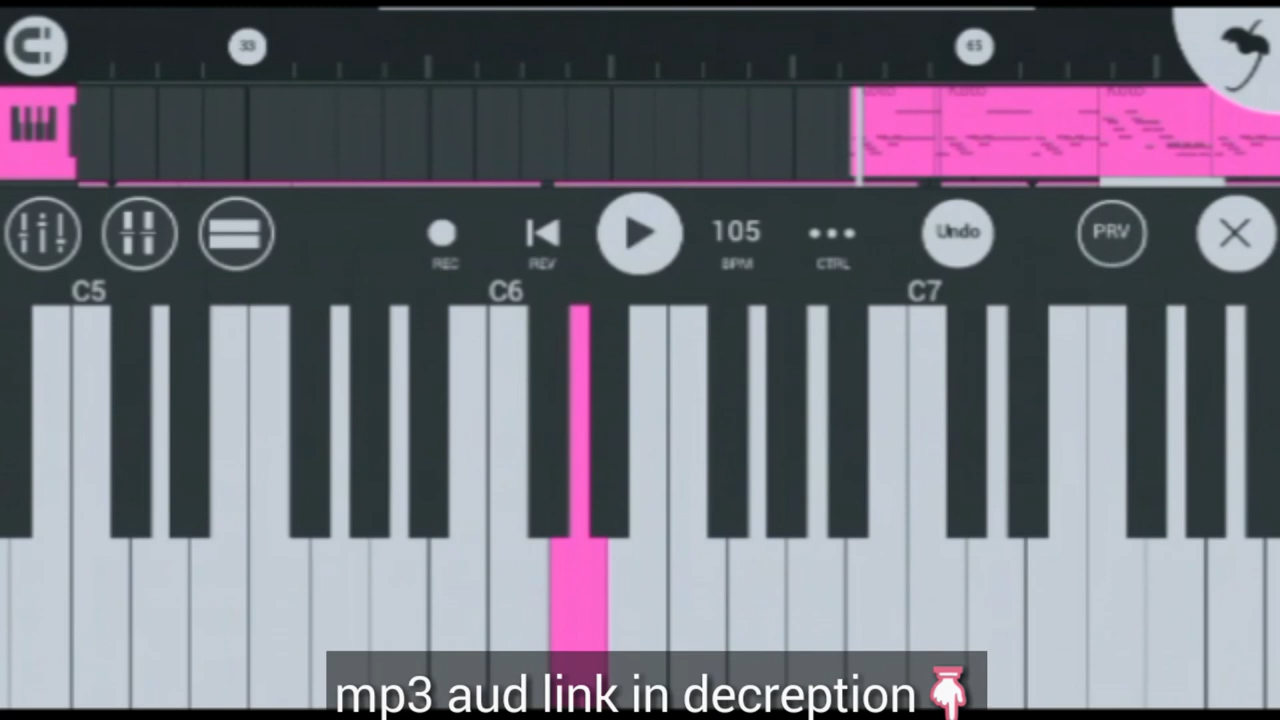 33
65
105
Undo
PRV
REC
REV
BPM
CTRL
C5
C6
C7
mp3 aud link in decreption